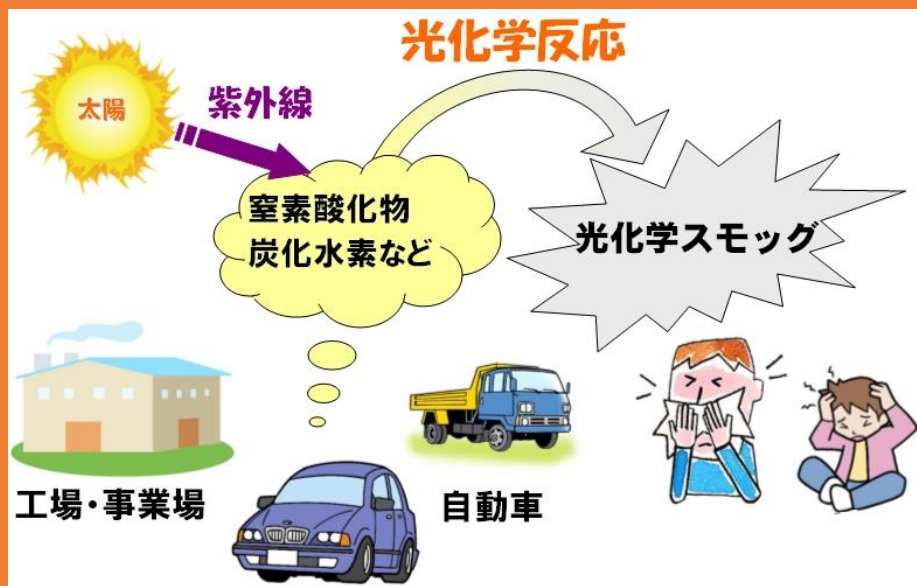 光化学反応
太陽
紫外線
窒素酸化物
炭化水素など
光化学スモッグ
工場・事業場
自動車